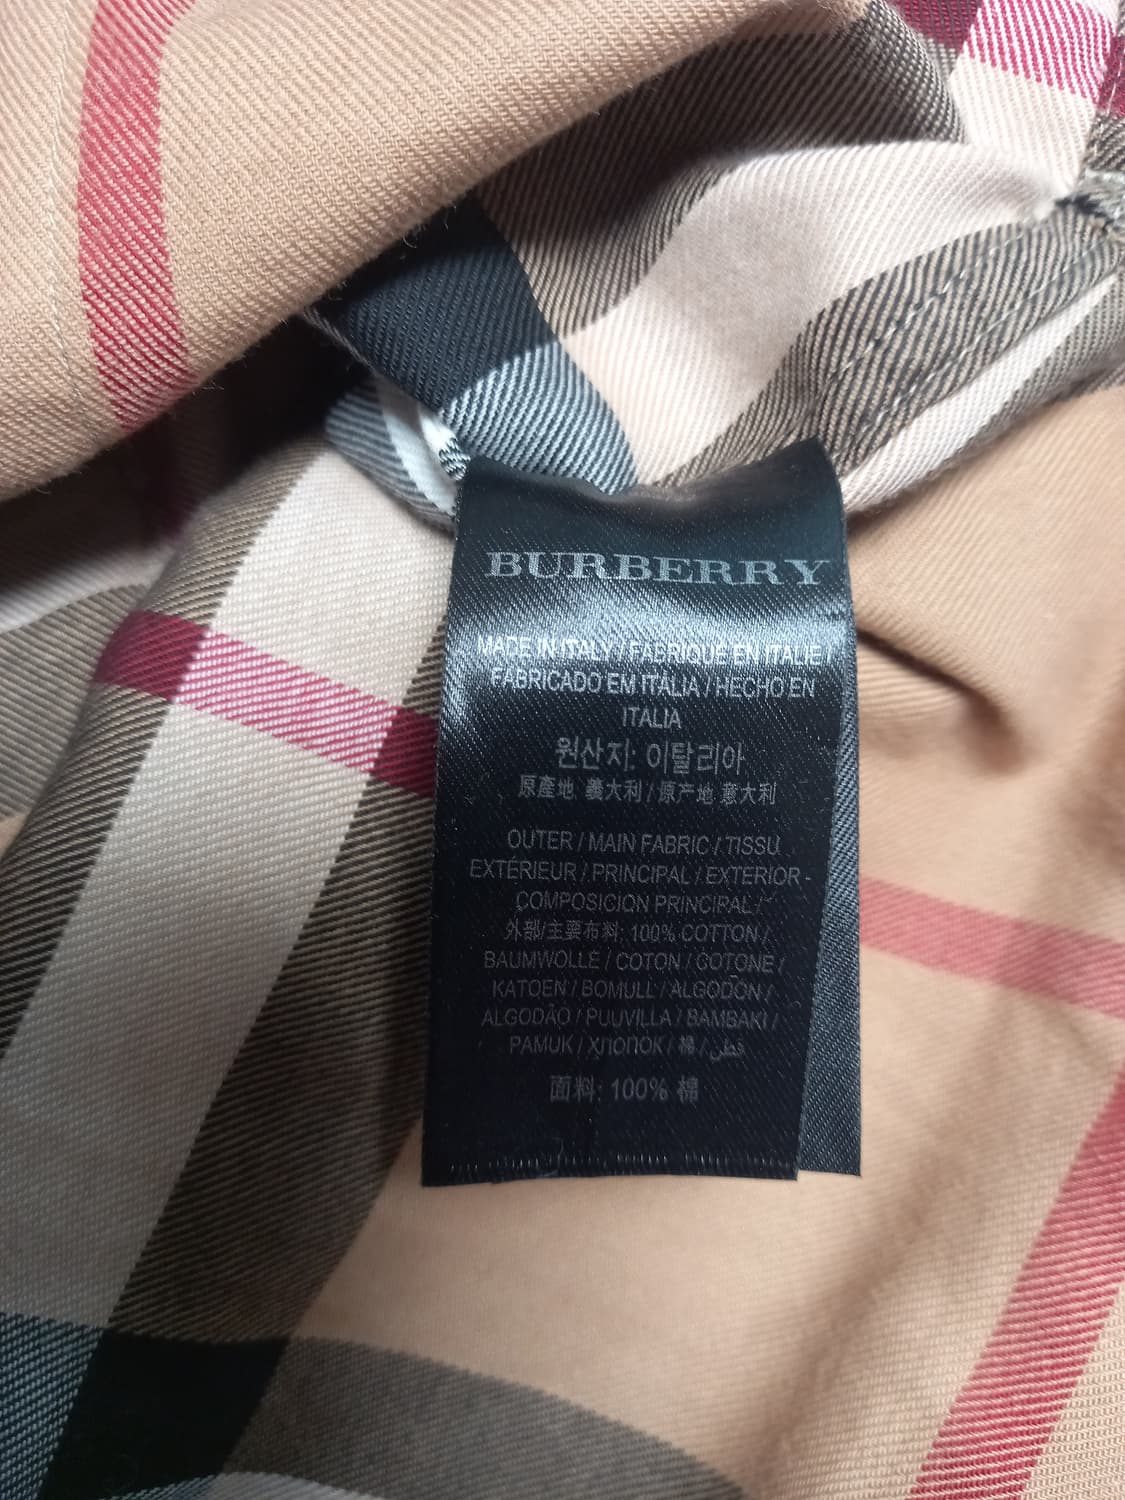 BURBERRY
MADE IN ITALY / FABRIQUÉ EN ITALIE
FABRICADO EM ITÁLIA / HECHO EN
ITALIA
원산지: 이탈리아
原產地: 義大利 / 原产地: 意大利
OUTER / MAIN FABRIC / TISSU
EXTÉRIEUR / PRINCIPAL / EXTERIOR -
COMPOSICION PRINCIPAL /
外部/主要布料: 100% COTTON /
BAUMWOLLE / COTON / COTONE /
KATOEN / BOMULL / ALGODÓN /
ALGODÃO / PUUVILLA / BAMBAKI /
PAMUK / ХЛОПОК / 棉 / قطن
面料: 100% 棉